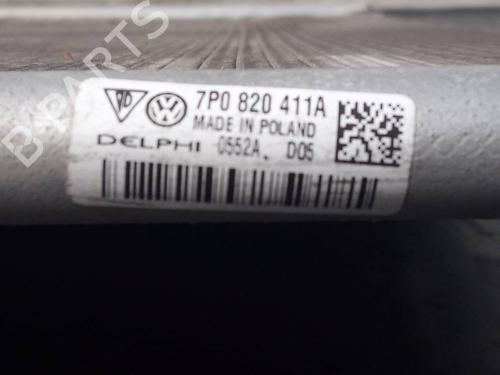 B-PARTS
7P0 820 411A
MADE IN POLAND
DELPHI 0552A. D05